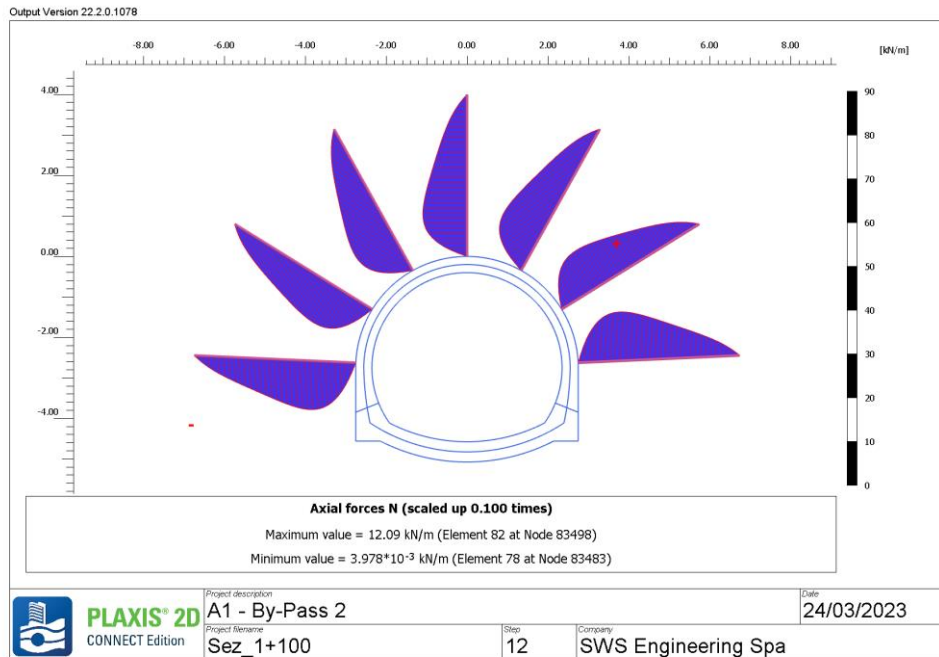 Output Version 22.2.0.1078
-8.00 -6.00 -4.00 -2.00 0.00 2.00 4.00 6.00 8.00
[kN/m]
4.00
2.00
0.00
-2.00
-4.00
90
80
70
60
50
40
30
20
10
0
Axial forces N (scaled up 0.100 times)
Maximum value = 12.09 kN/m (Element 82 at Node 83498)
Minimum value = 3.978*10⁻³ kN/m (Element 78 at Node 83483)
PLAXIS® 2D
CONNECT Edition
Project description
A1 - By-Pass 2
Date
24/03/2023
Project filename
Sez_1+100
Step
12
Company
SWS Engineering Spa